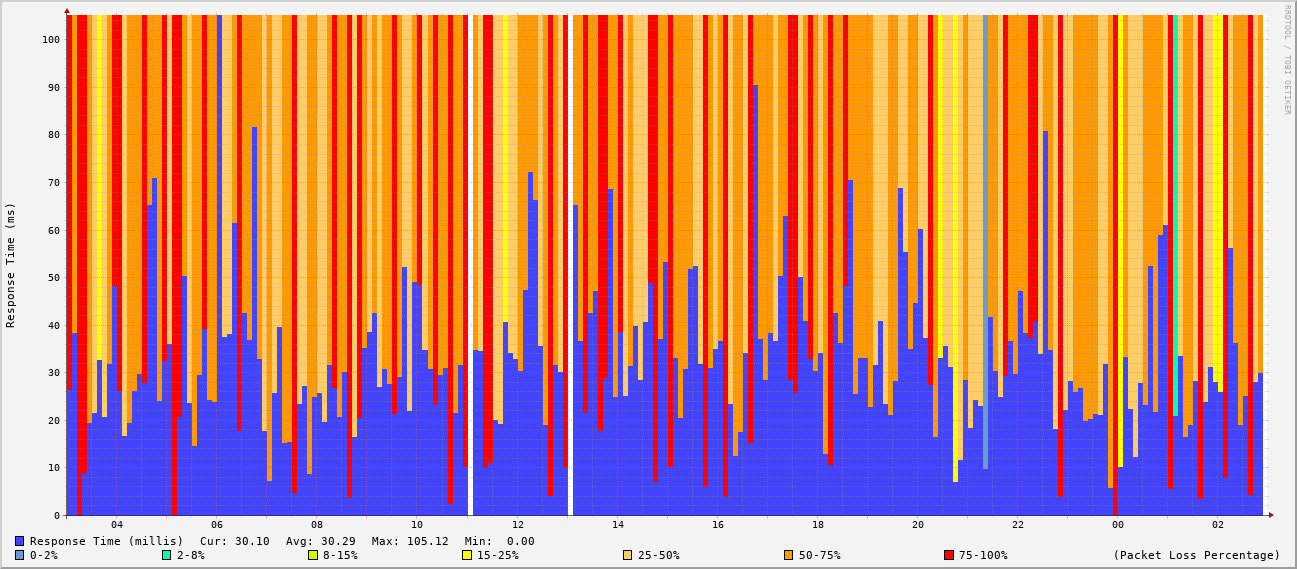 RRDTOOL / TOBI OETIKER
Response Time (ms)
100
90
80
70
60
50
40
30
20
10
0
04 06 08 10 12 14 16 18 20 22 00 02
Response Time (millis) Cur: 30.10 Avg: 30.29 Max: 105.12 Min: 0.00
0-2% 2-8% 8-15% 15-25% 25-50% 50-75% 75-100% (Packet Loss Percentage)